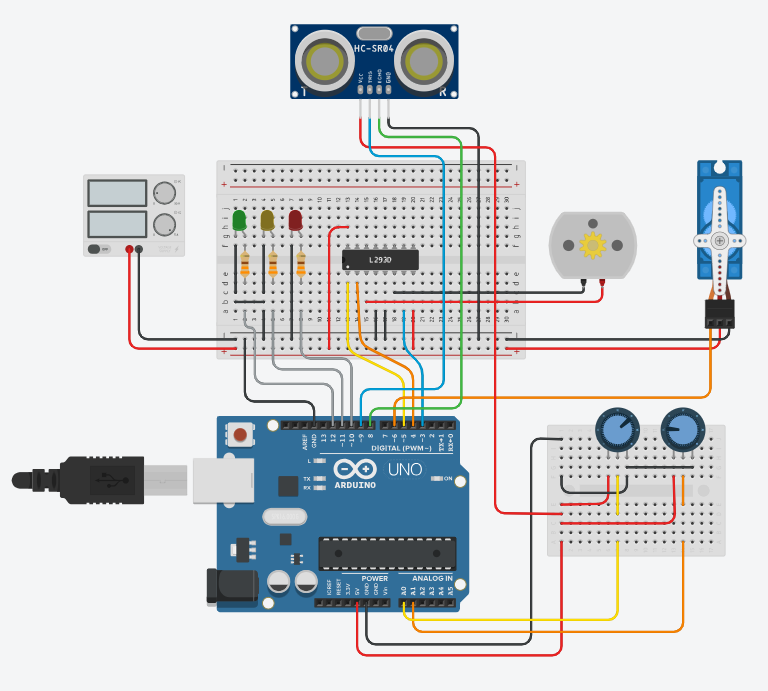 HC-SR04
VCC
TRIG
ECHO
GND
T
R
L293D
AREF
GND
13
12
~11
~10
~9
8
7
~6
~5
4
~3
2
TX→1
RX←0
DIGITAL (PWM~)
L
TX
RX
UNO
ARDUINO
ON
POWER
ANALOG IN
IOREF
RESET
3.3V
5V
GND
GND
Vin
A0
A1
A2
A3
A4
A5